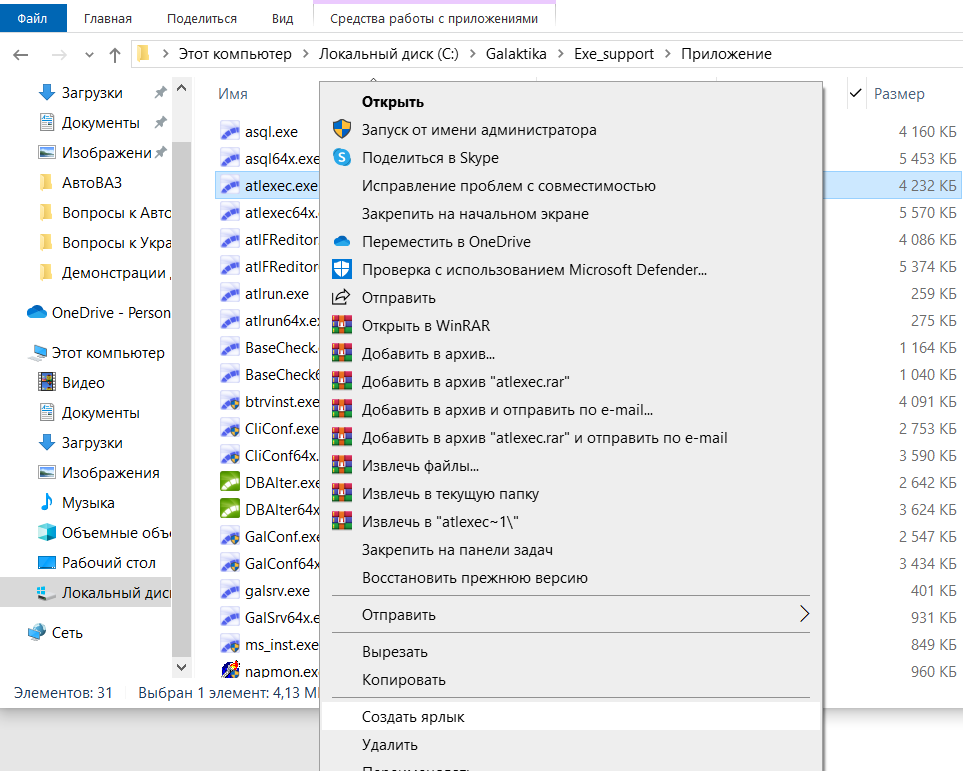 Файл Главная Поделиться Вид Средства работы с приложениями
Этот компьютер Локальный диск (C:) Galaktika Exe_support Приложение
Загрузки
Документы
Изображени
АвтоВАЗ
Вопросы к Авто
Вопросы к Укра
Демонстрации
OneDrive - Person
Этот компьютер
Видео
Документы
Загрузки
Изображения
Музыка
Объемные объ
Рабочий стол
Локальный дис
Сеть
Имя Размер
asql.exe 4 160 КБ
asql64x.exe 5 453 КБ
atlexec.exe 4 232 КБ
atlexec64x. 5 570 КБ
atlFReditor. 4 086 КБ
atlFReditor 5 374 КБ
atlrun.exe 259 КБ
atlrun64x.ex 275 КБ
BaseCheck. 1 164 КБ
BaseCheck6 1 040 КБ
btrvinst.exe 4 091 КБ
CliConf.exe 2 753 КБ
CliConf64x. 3 590 КБ
DBAlter.exe 2 642 КБ
DBAlter64x 3 624 КБ
GalConf.exe 2 547 КБ
GalConf64x 3 434 КБ
galsrv.exe 401 КБ
GalSrv64x.e 931 КБ
ms_inst.exe 849 КБ
napmon.exe 960 КБ
Открыть
Запуск от имени администратора
Поделиться в Skype
Исправление проблем с совместимостью
Закрепить на начальном экране
Переместить в OneDrive
Проверка с использованием Microsoft Defender...
Отправить
Открыть в WinRAR
Добавить в архив...
Добавить в архив "atlexec.rar"
Добавить в архив и отправить по e-mail...
Добавить в архив "atlexec.rar" и отправить по e-mail
Извлечь файлы...
Извлечь в текущую папку
Извлечь в "atlexec~1\"
Закрепить на панели задач
Восстановить прежнюю версию
Отправить
Вырезать
Копировать
Создать ярлык
Удалить
Переименовать
Элементов: 31 Выбран 1 элемент: 4,13 М